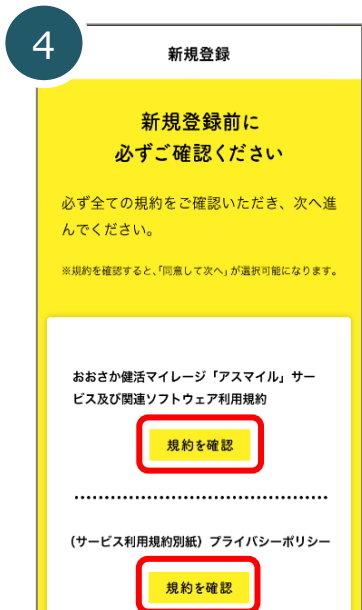 4
新規登録
新規登録前に
必ずご確認ください
必ず全ての規約をご確認いただき、次へ進
んでください。
※規約を確認すると、「同意して次へ」が選択可能になります。
おおさか健活マイレージ「アスマイル」サー
ビス及び関連ソフトウェア利用規約
規約を確認
(サービス利用規約別紙) プライバシーポリシー
規約を確認